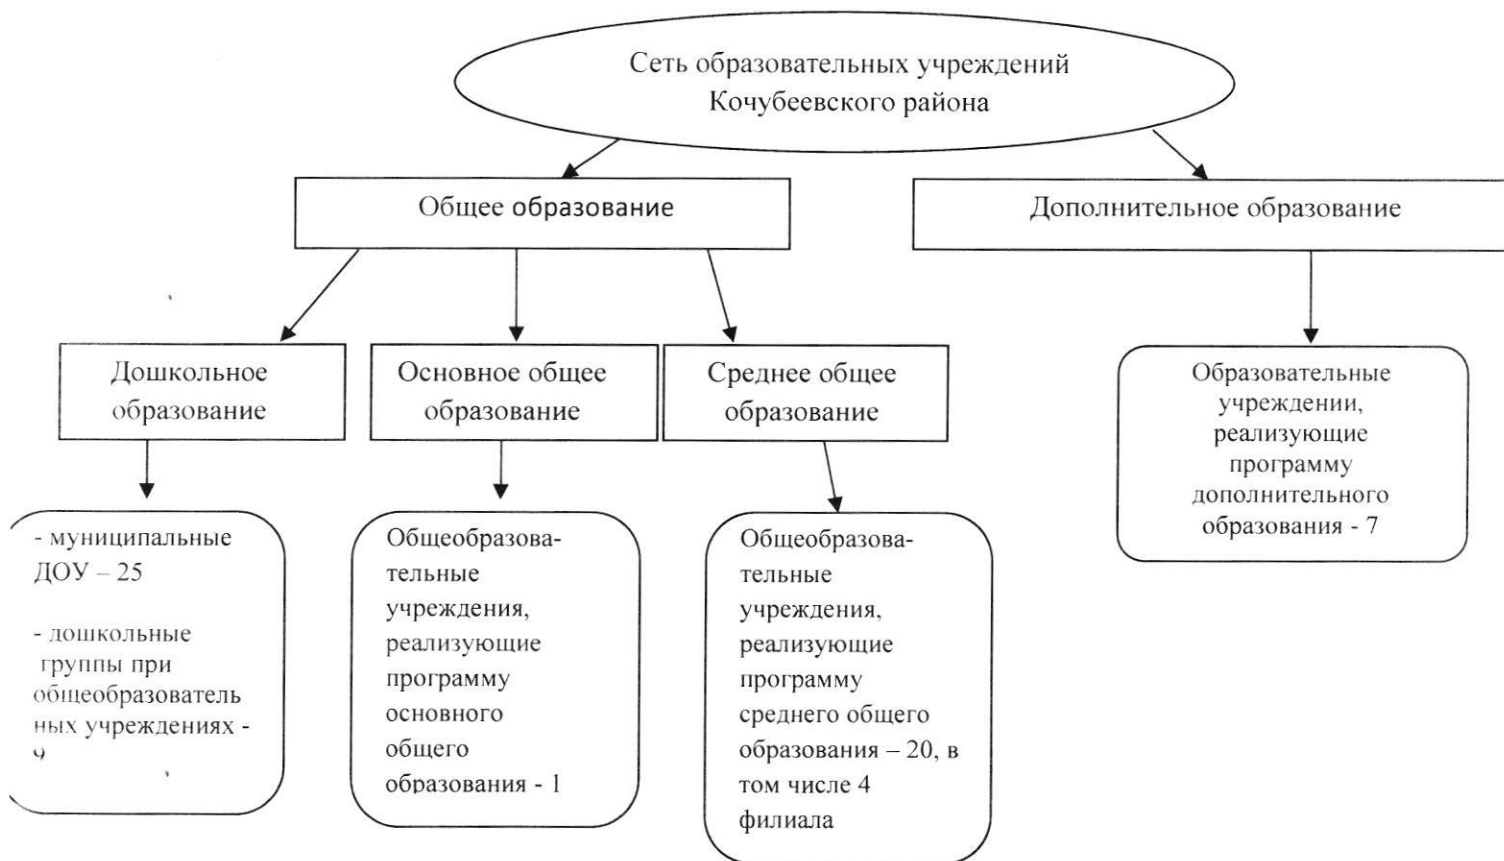 Сеть образовательных учреждений
Кочубеевского района
Общее образование
Дополнительное образование
Дошкольное
образование
Основное общее
образование
Среднее общее
образование
Образовательные
учреждении,
реализующие
программу
дополнительного
образования - 7
- муниципальные
ДОУ – 25
- дошкольные
группы при
общеобразователь
ных учреждениях -
9
Общеобразова-
тельные
учреждения,
реализующие
программу
основного
общего
образования - 1
Общеобразова-
тельные
учреждения,
реализующие
программу
среднего общего
образования – 20, в
том числе 4
филиала